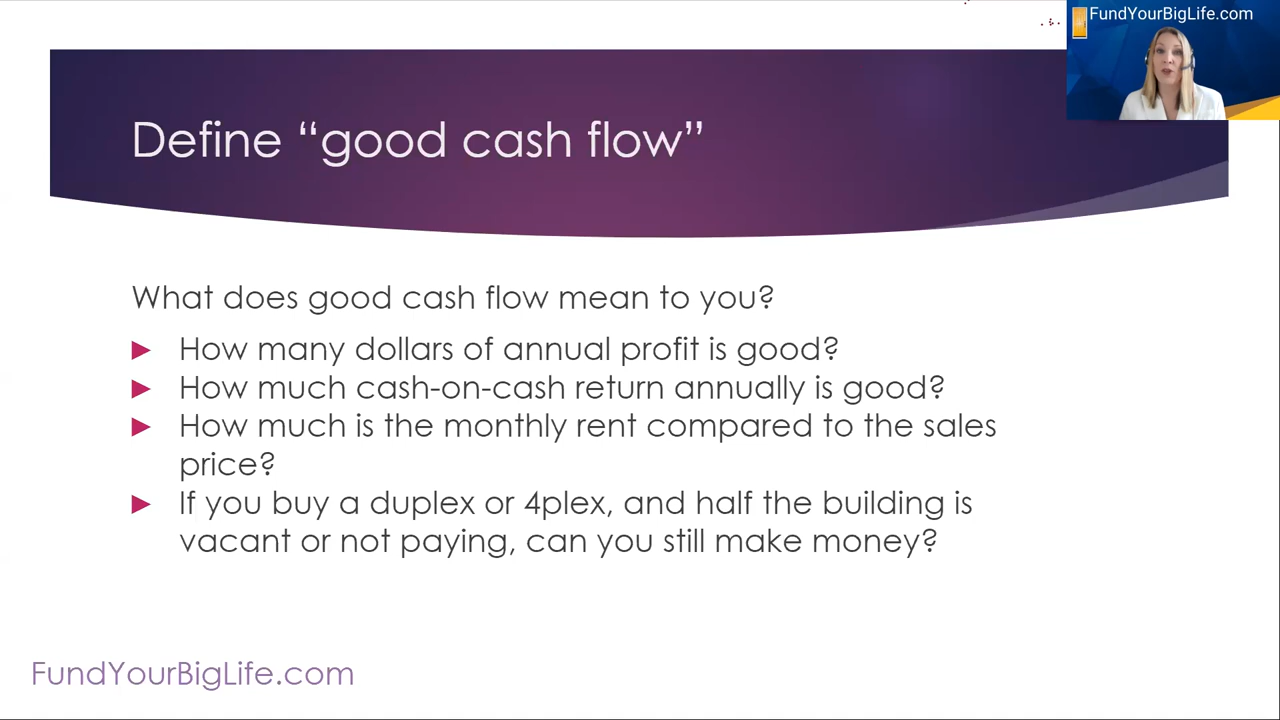 FundYourBigLife.com
Define “good cash flow”
What does good cash flow mean to you?
► How many dollars of annual profit is good?
► How much cash-on-cash return annually is good?
► How much is the monthly rent compared to the sales
price?
► If you buy a duplex or 4plex, and half the building is
vacant or not paying, can you still make money?
FundYourBigLife.com